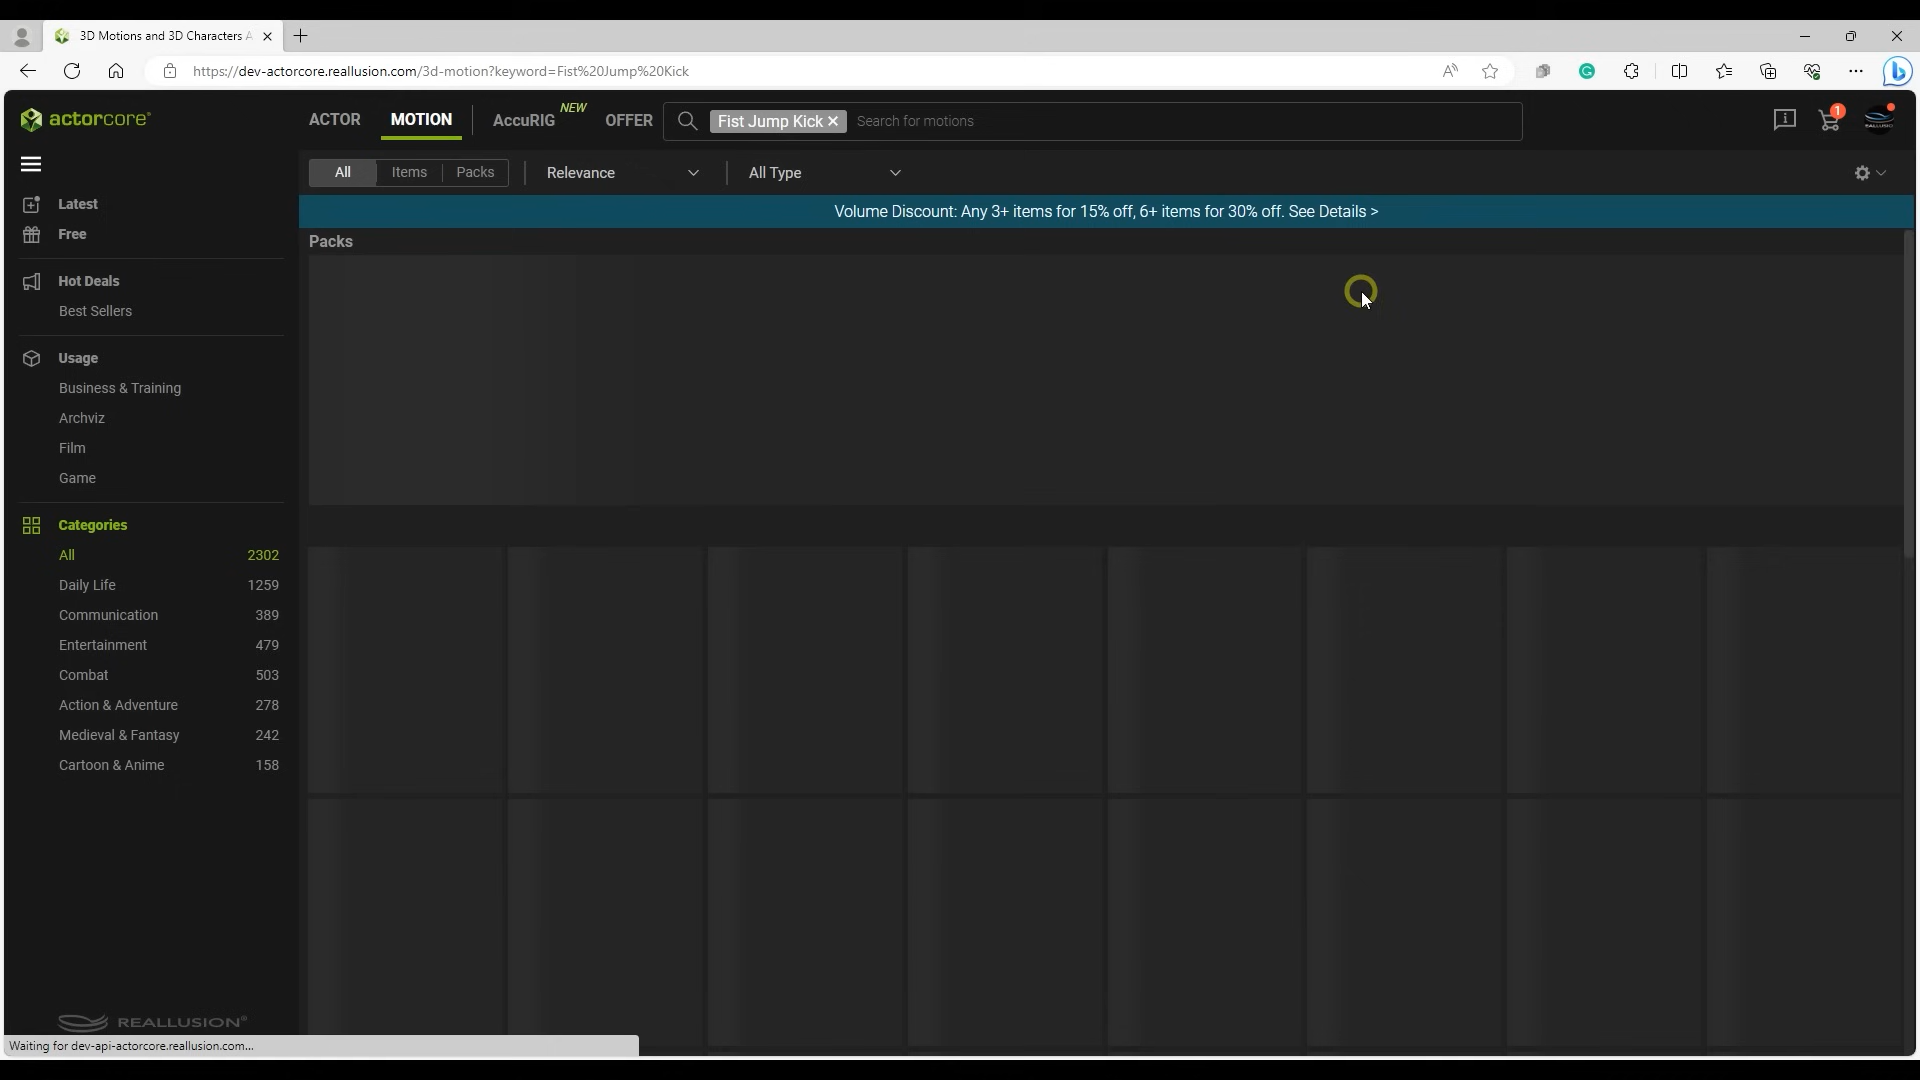 3D Motions and 3D Characters A
https://dev-actorcore.reallusion.com/3d-motion?keyword=Fist%20Jump%20Kick
actorcore
ACTOR
MOTION
AccuRIG
NEW
OFFER
Fist Jump Kick
Search for motions
1
All
Items
Packs
Relevance
All Type
Volume Discount: Any 3+ items for 15% off, 6+ items for 30% off. See Details >
Packs
Latest
Free
Hot Deals
Best Sellers
Usage
Business & Training
Archviz
Film
Game
Categories
All 2302
Daily Life 1259
Communication 389
Entertainment 479
Combat 503
Action & Adventure 278
Medieval & Fantasy 242
Cartoon & Anime 158
REALLUSION®
Waiting for dev-api-actorcore.reallusion.com...